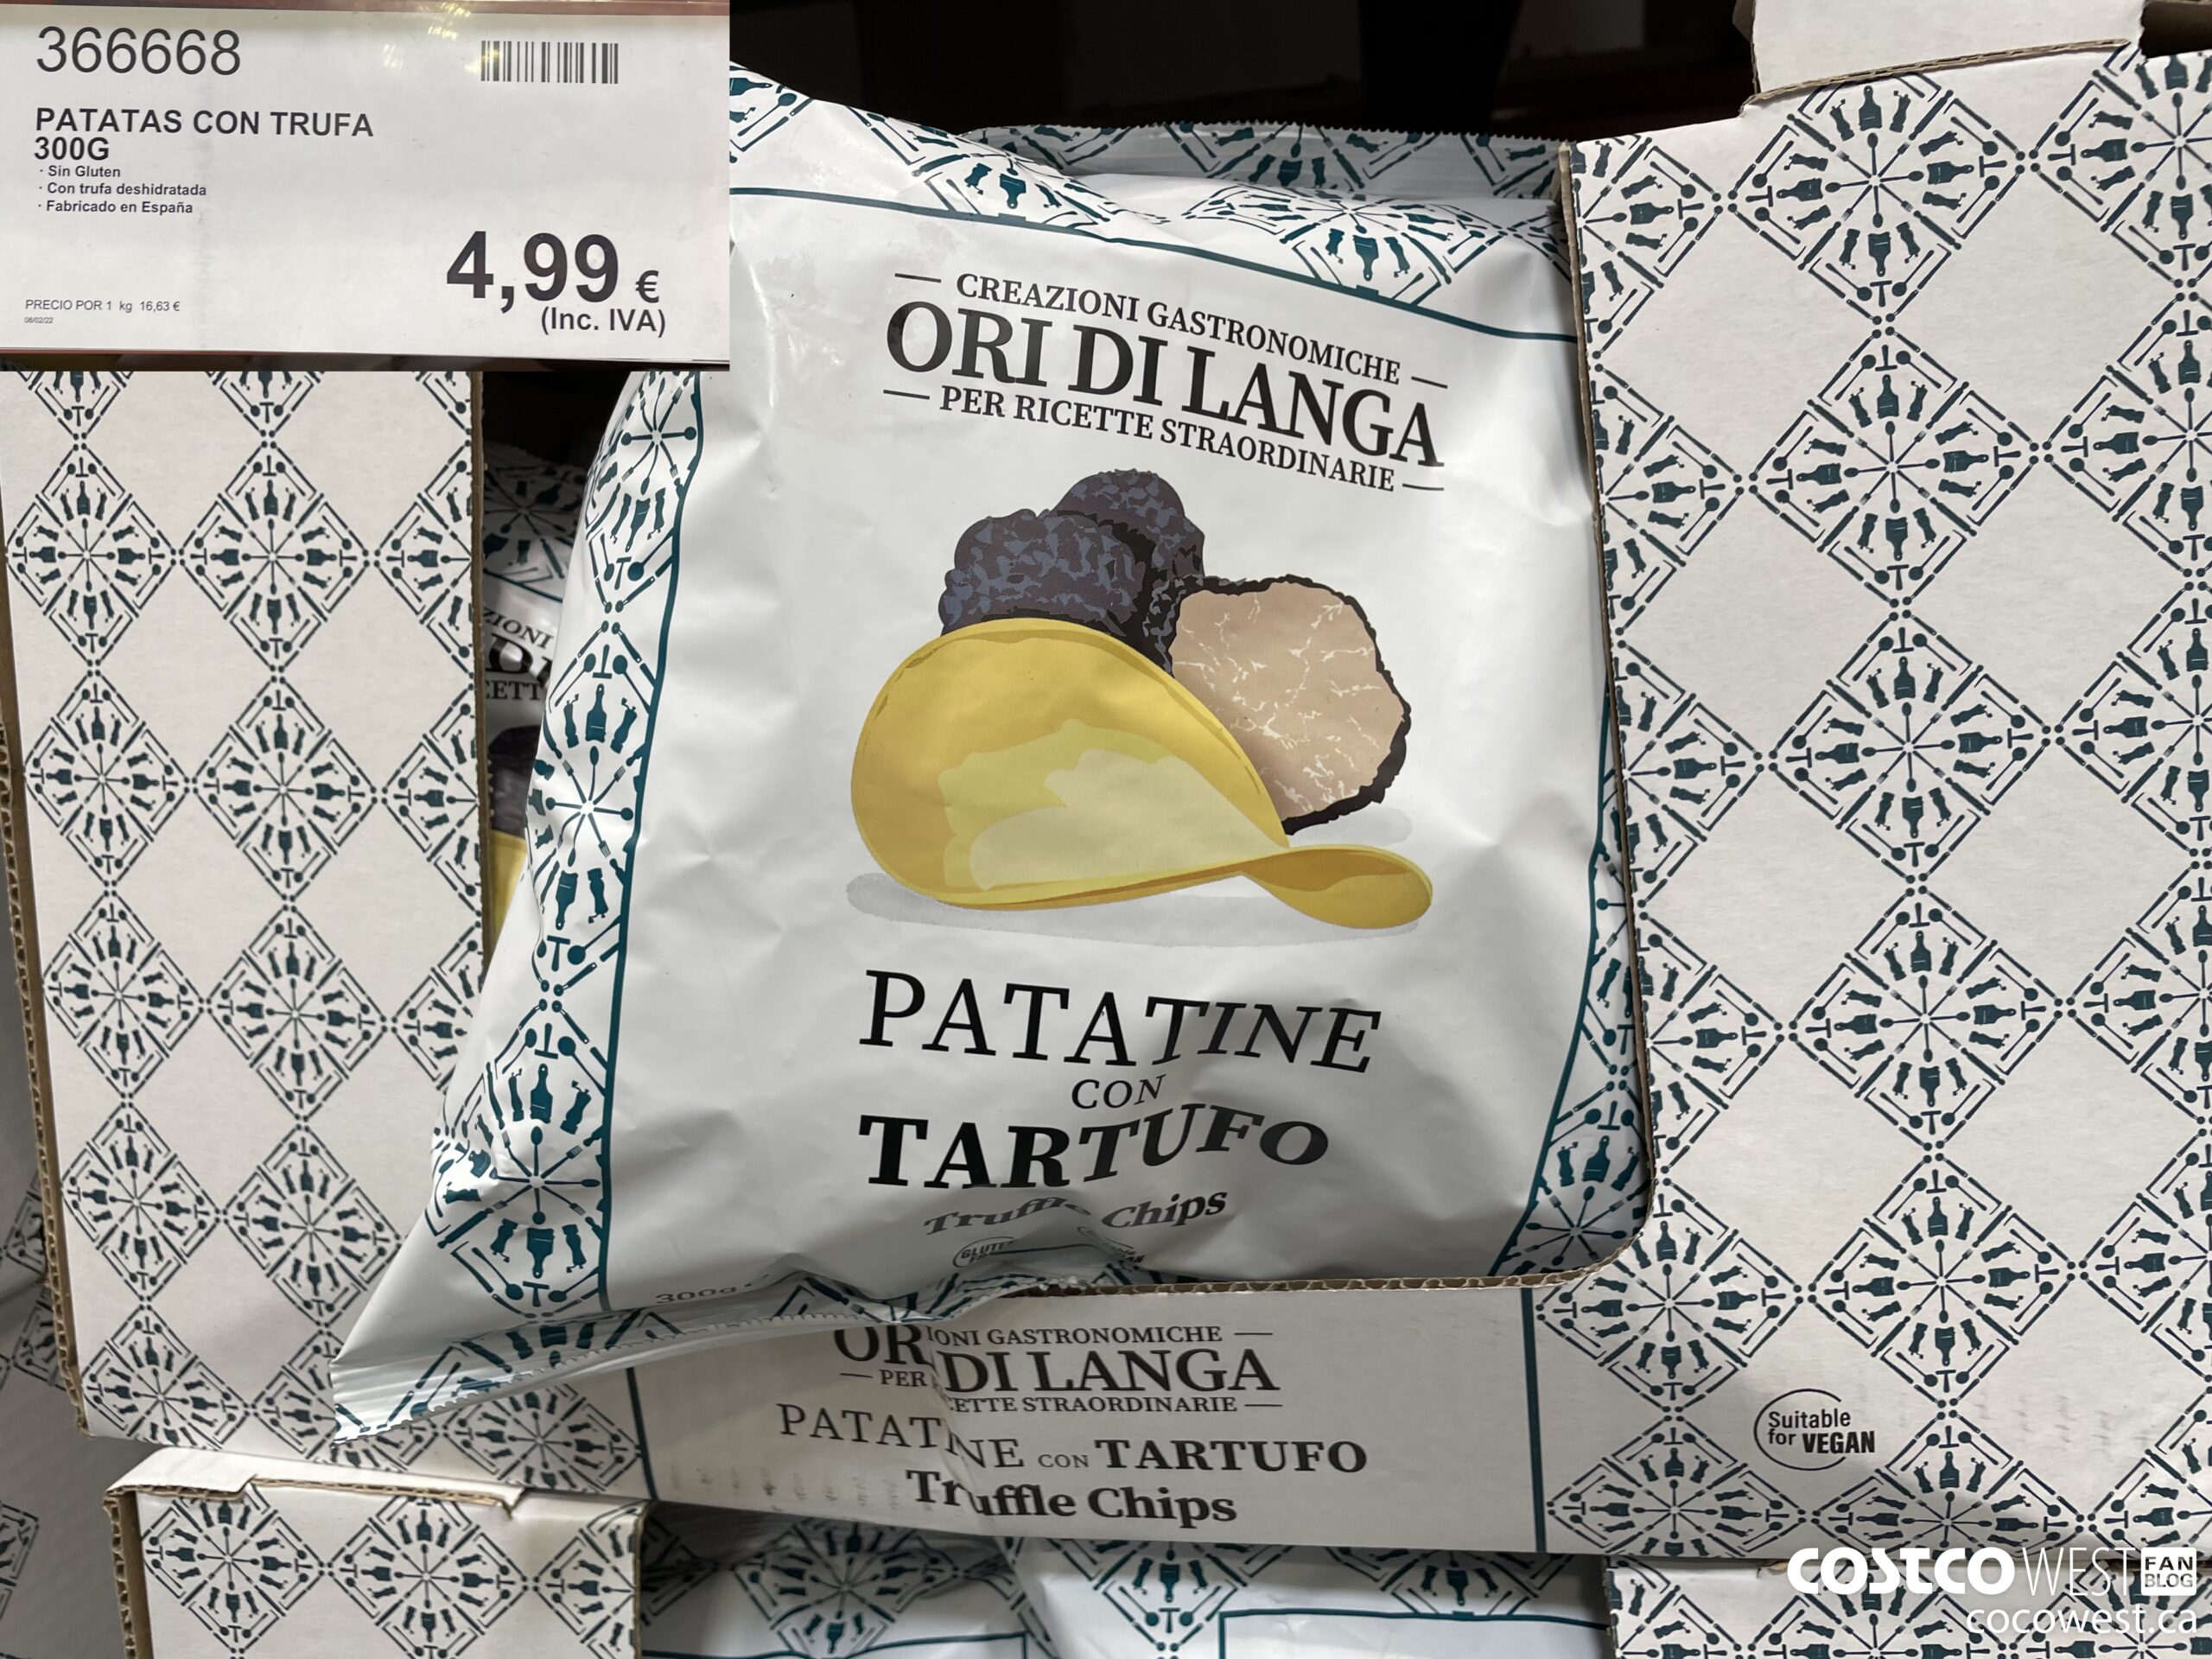 366668
PATATAS CON TRUFA
300G
· Sin Gluten
· Con trufa deshidratada
· Fabricado en España
4,99 €
(Inc. IVA)
PRECIO POR 1 kg 16,63 €
08/02/22
CREAZIONI GASTRONOMICHE
ORI DI LANGA
PER RICETTE STRAORDINARIE
PATATINE
CON
TARTUFO
Truffle Chips
300g
DI LANGA
PATATINE CON TARTUFO
Truffle Chips
Suitable
for VEGAN
COSTCO WEST FAN BLOG
cocowest.ca